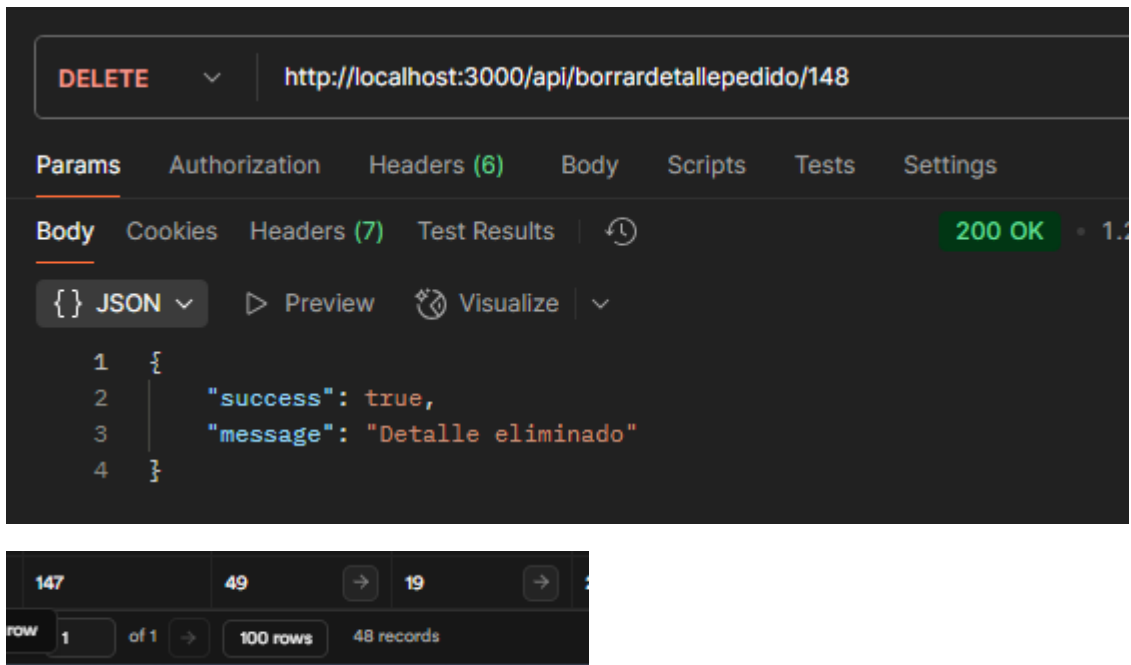 DELETE http://localhost:3000/api/borrardetallepedido/148
Params Authorization Headers (6) Body Scripts Tests Settings
Body Cookies Headers (7) Test Results 200 OK
{} JSON Preview Visualize
1 {
2 "success": true,
3 "message": "Detalle eliminado"
4 }
147 49 19
row 1 of 1 100 rows 48 records